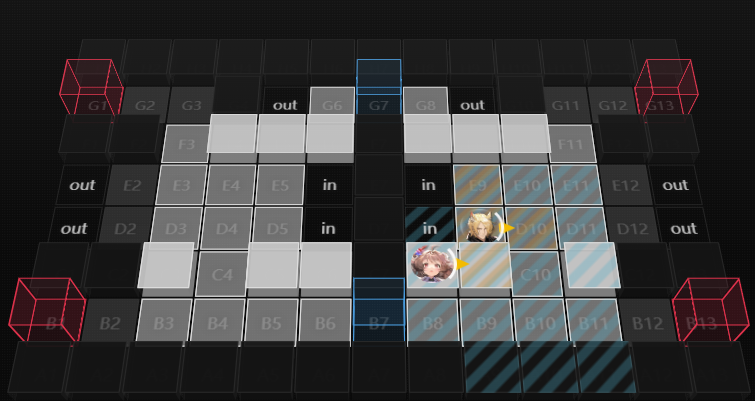 G1 G2 G3 out G6 G7 G8 out G11 G12 G13
F3 F11
out E2 E3 E4 E5 in in E9 E10 E11 E12 out
out D2 D3 D4 D5 in in D10 D11 D12 out
C4 C10
B1 B2 B3 B4 B5 B6 B7 B8 B9 B10 B11 B12 B13